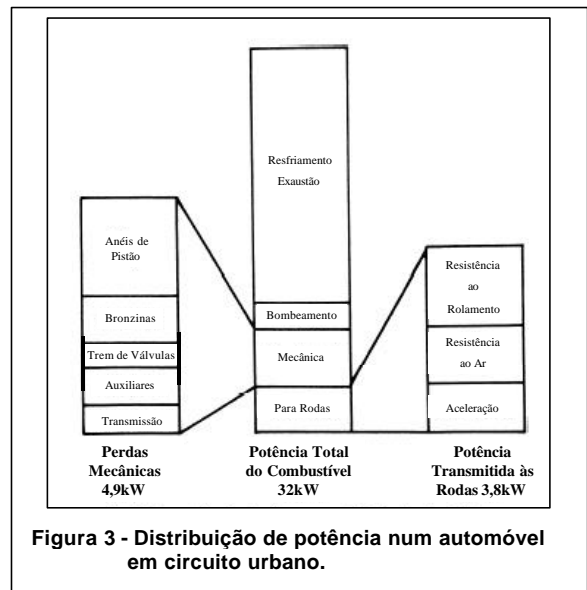 Resfriamento
Exaustão
Anéis de
Pistão
Bronzinas
Trem de Válvulas
Auxiliares
Transmissão
Bombeamento
Mecânica
Para Rodas
Resistência
ao
Rolamento
Resistência
ao Ar
Aceleração
Perdas
Mecânicas
4,9kW
Potência Total
do Combustível
32kW
Potência
Transmitida às
Rodas 3,8kW
Figura 3 - Distribuição de potência num automóvel
em circuito urbano.